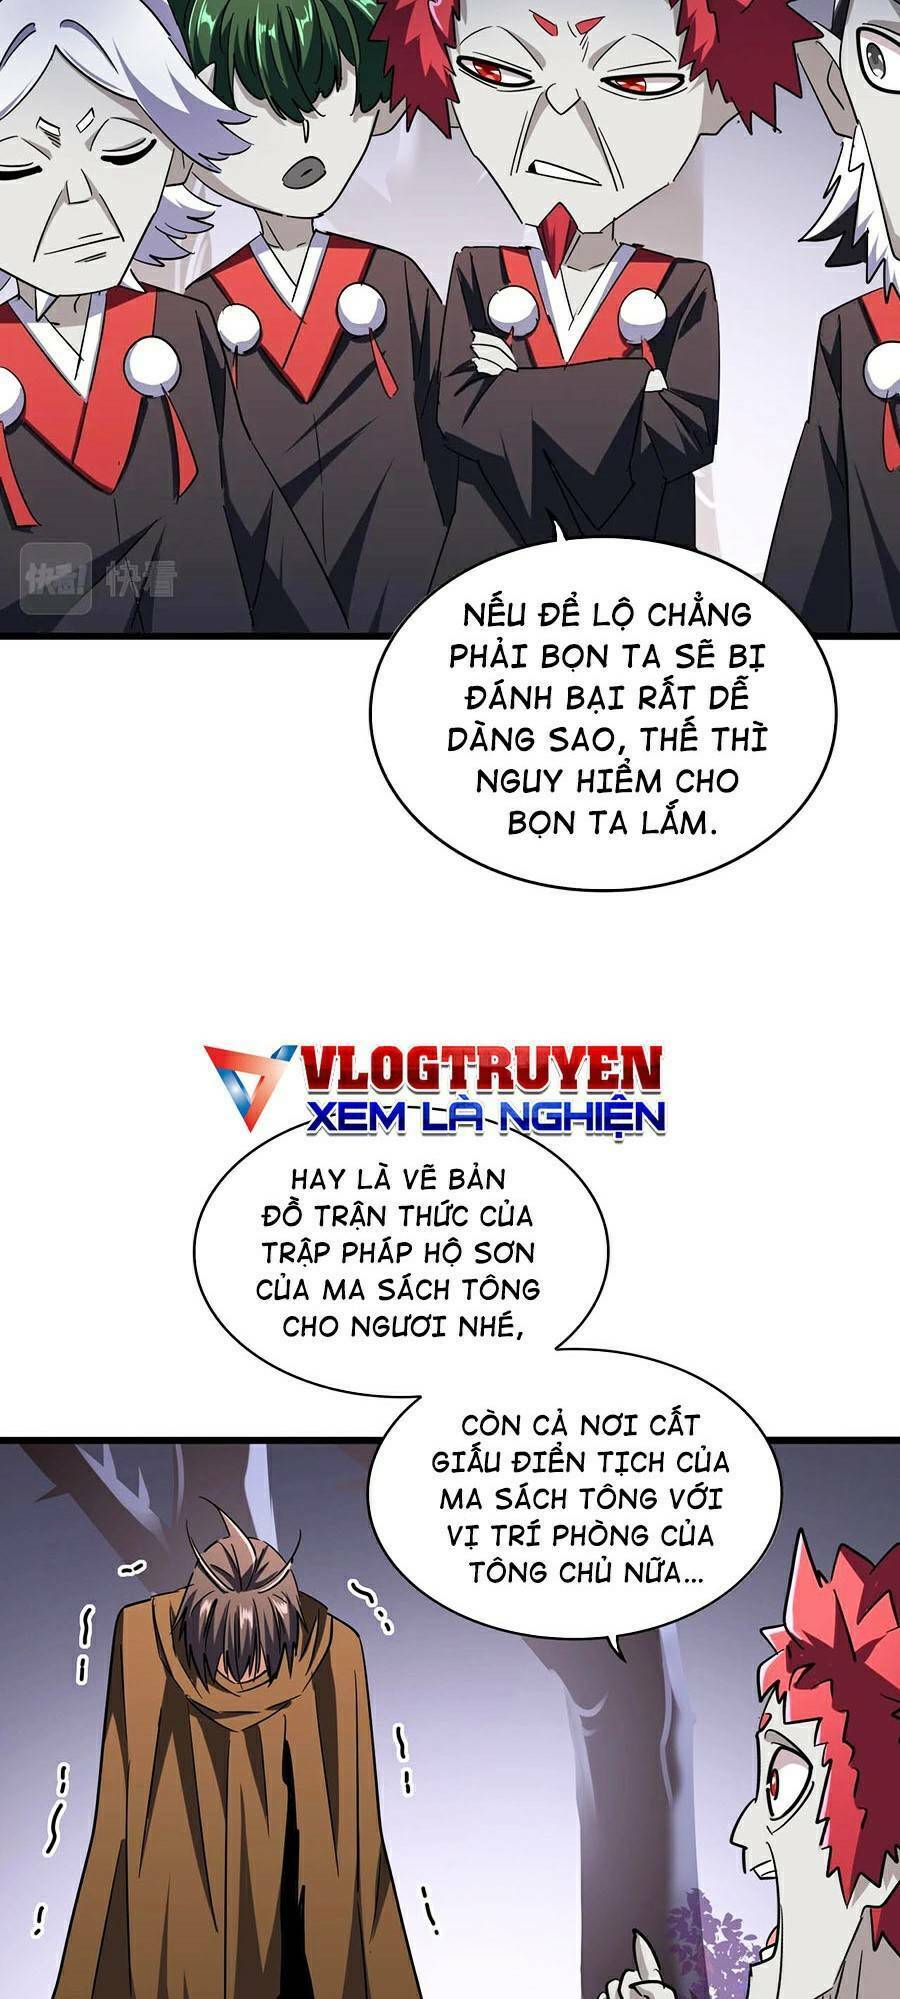 快看! 快看
NẾU ĐỂ LỘ CHẲNG
PHẢI BỌN TA SẼ BỊ
ĐÁNH BẠI RẤT DỄ
DÀNG SAO, THẾ THÌ
NGUY HIỂM CHO
BỌN TA LẮM.
VLOGTRUYEN
XEM LÀ NGHIỆN
HAY LÀ VẼ BẢN
ĐỒ TRẬN THỨC CỦA
TRẬP PHÁP HỘ SƠN
CỦA MA SÁCH TÔNG
CHO NGƯƠI NHÉ,
CÒN CẢ NƠI CẤT
GIẤU ĐIỂN TỊCH CỦA
MA SÁCH TÔNG VỚI
VỊ TRÍ PHÒNG CỦA
TÔNG CHỦ NỮA...